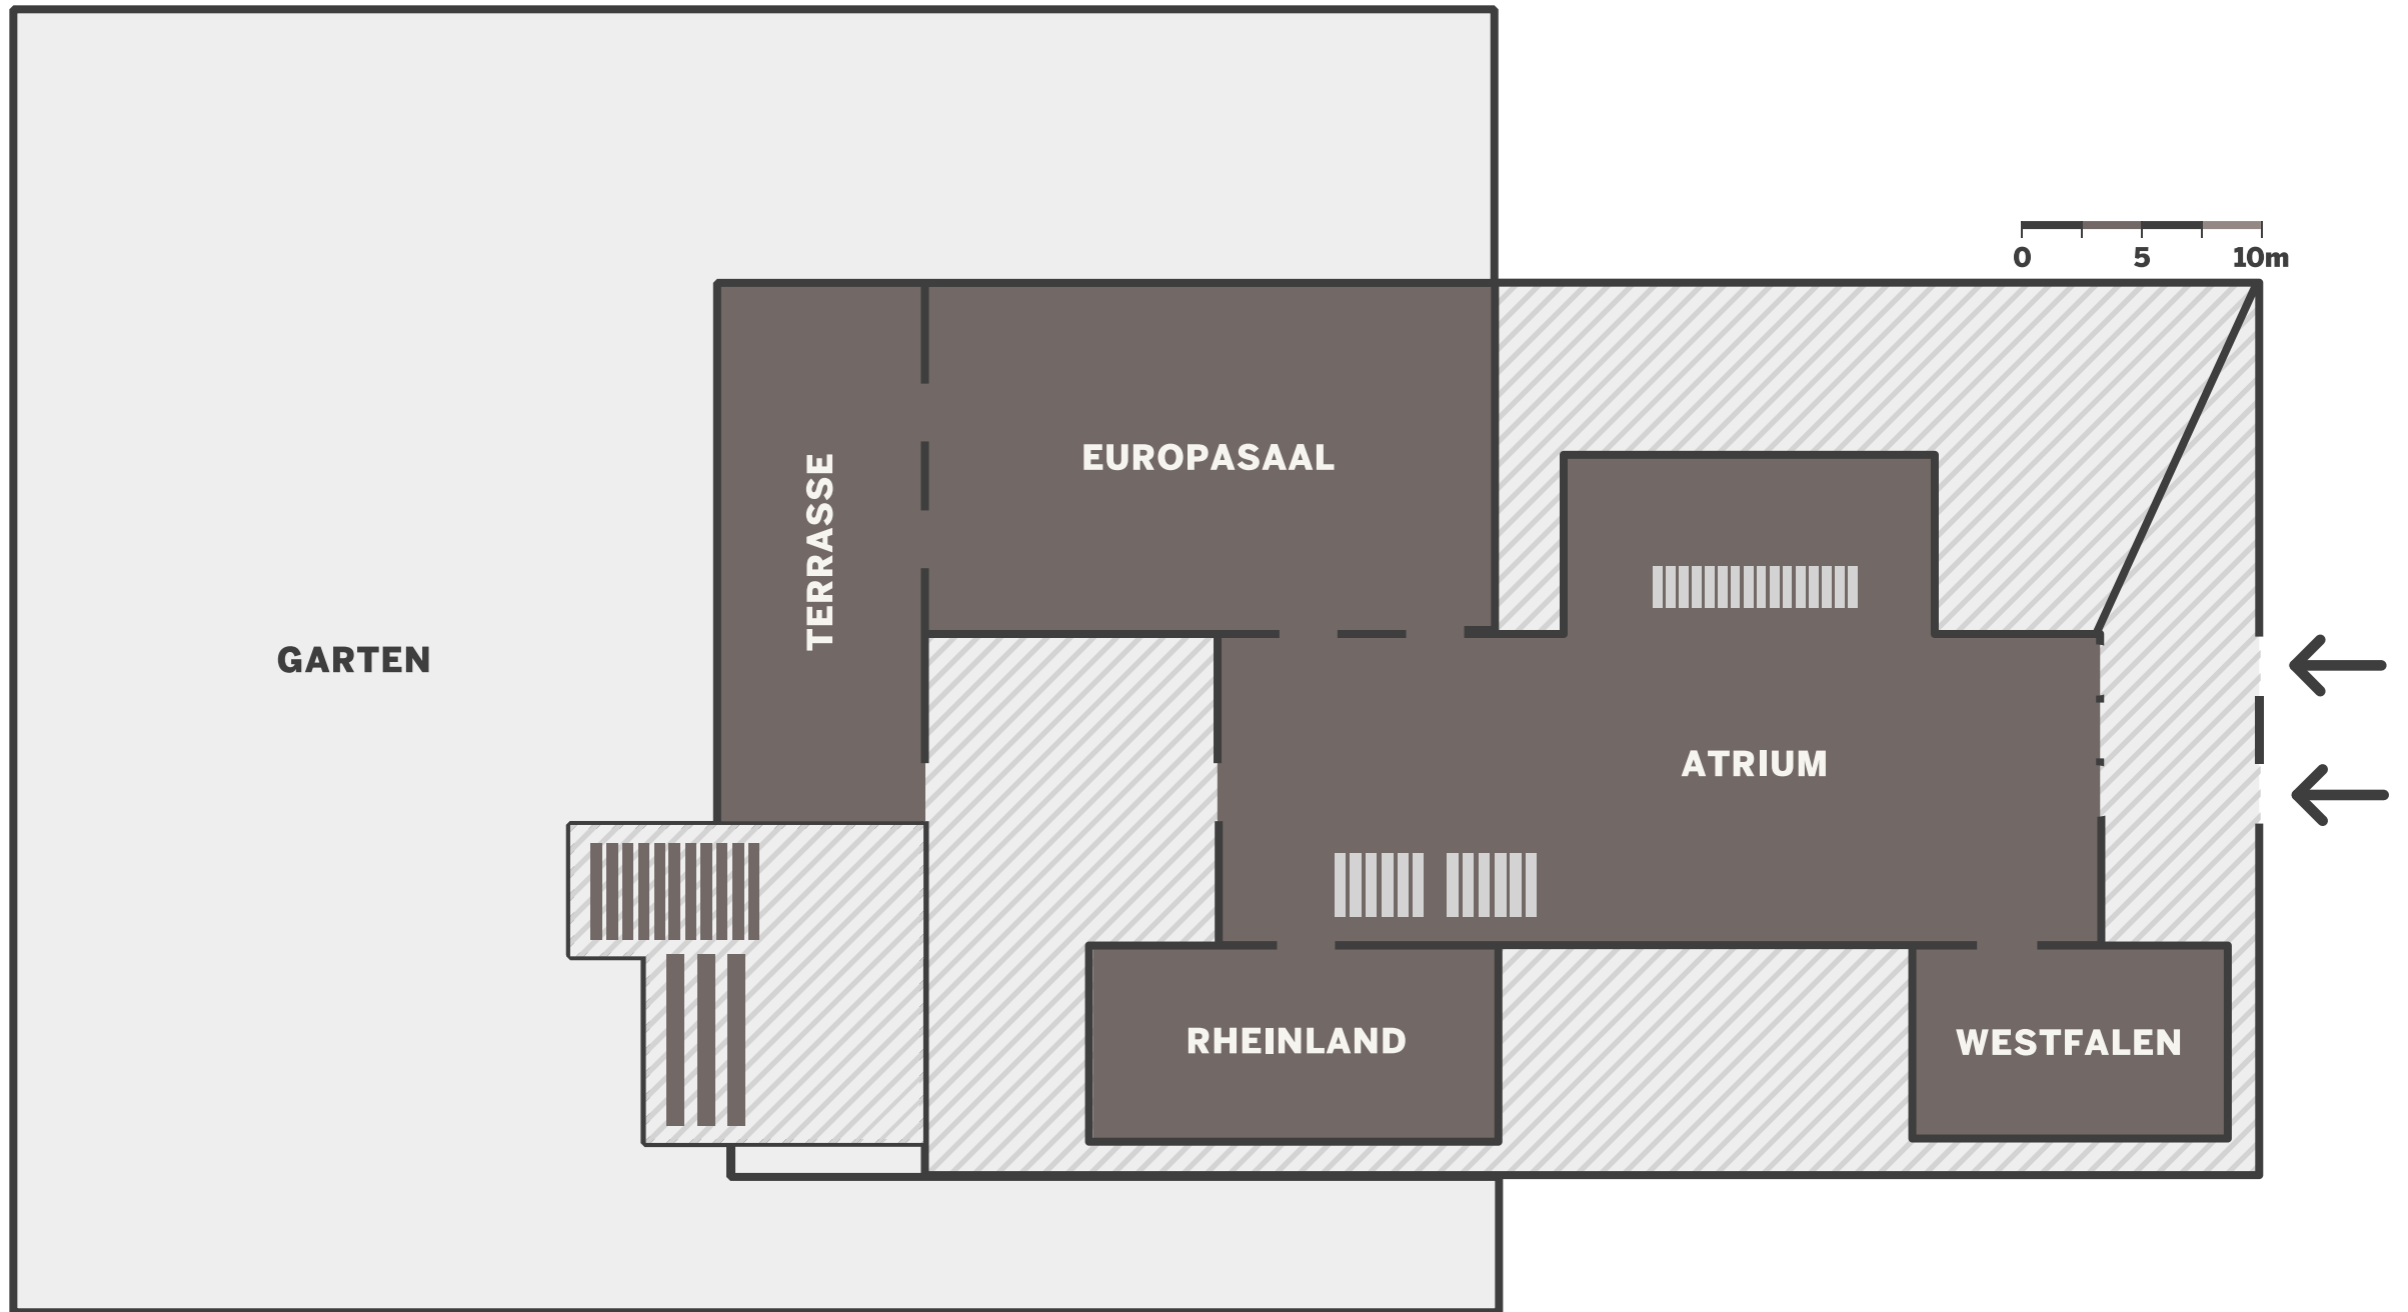 0 5 10m
EUROPASAAL
TERRASSE
GARTEN
ATRIUM
RHEINLAND
WESTFALEN